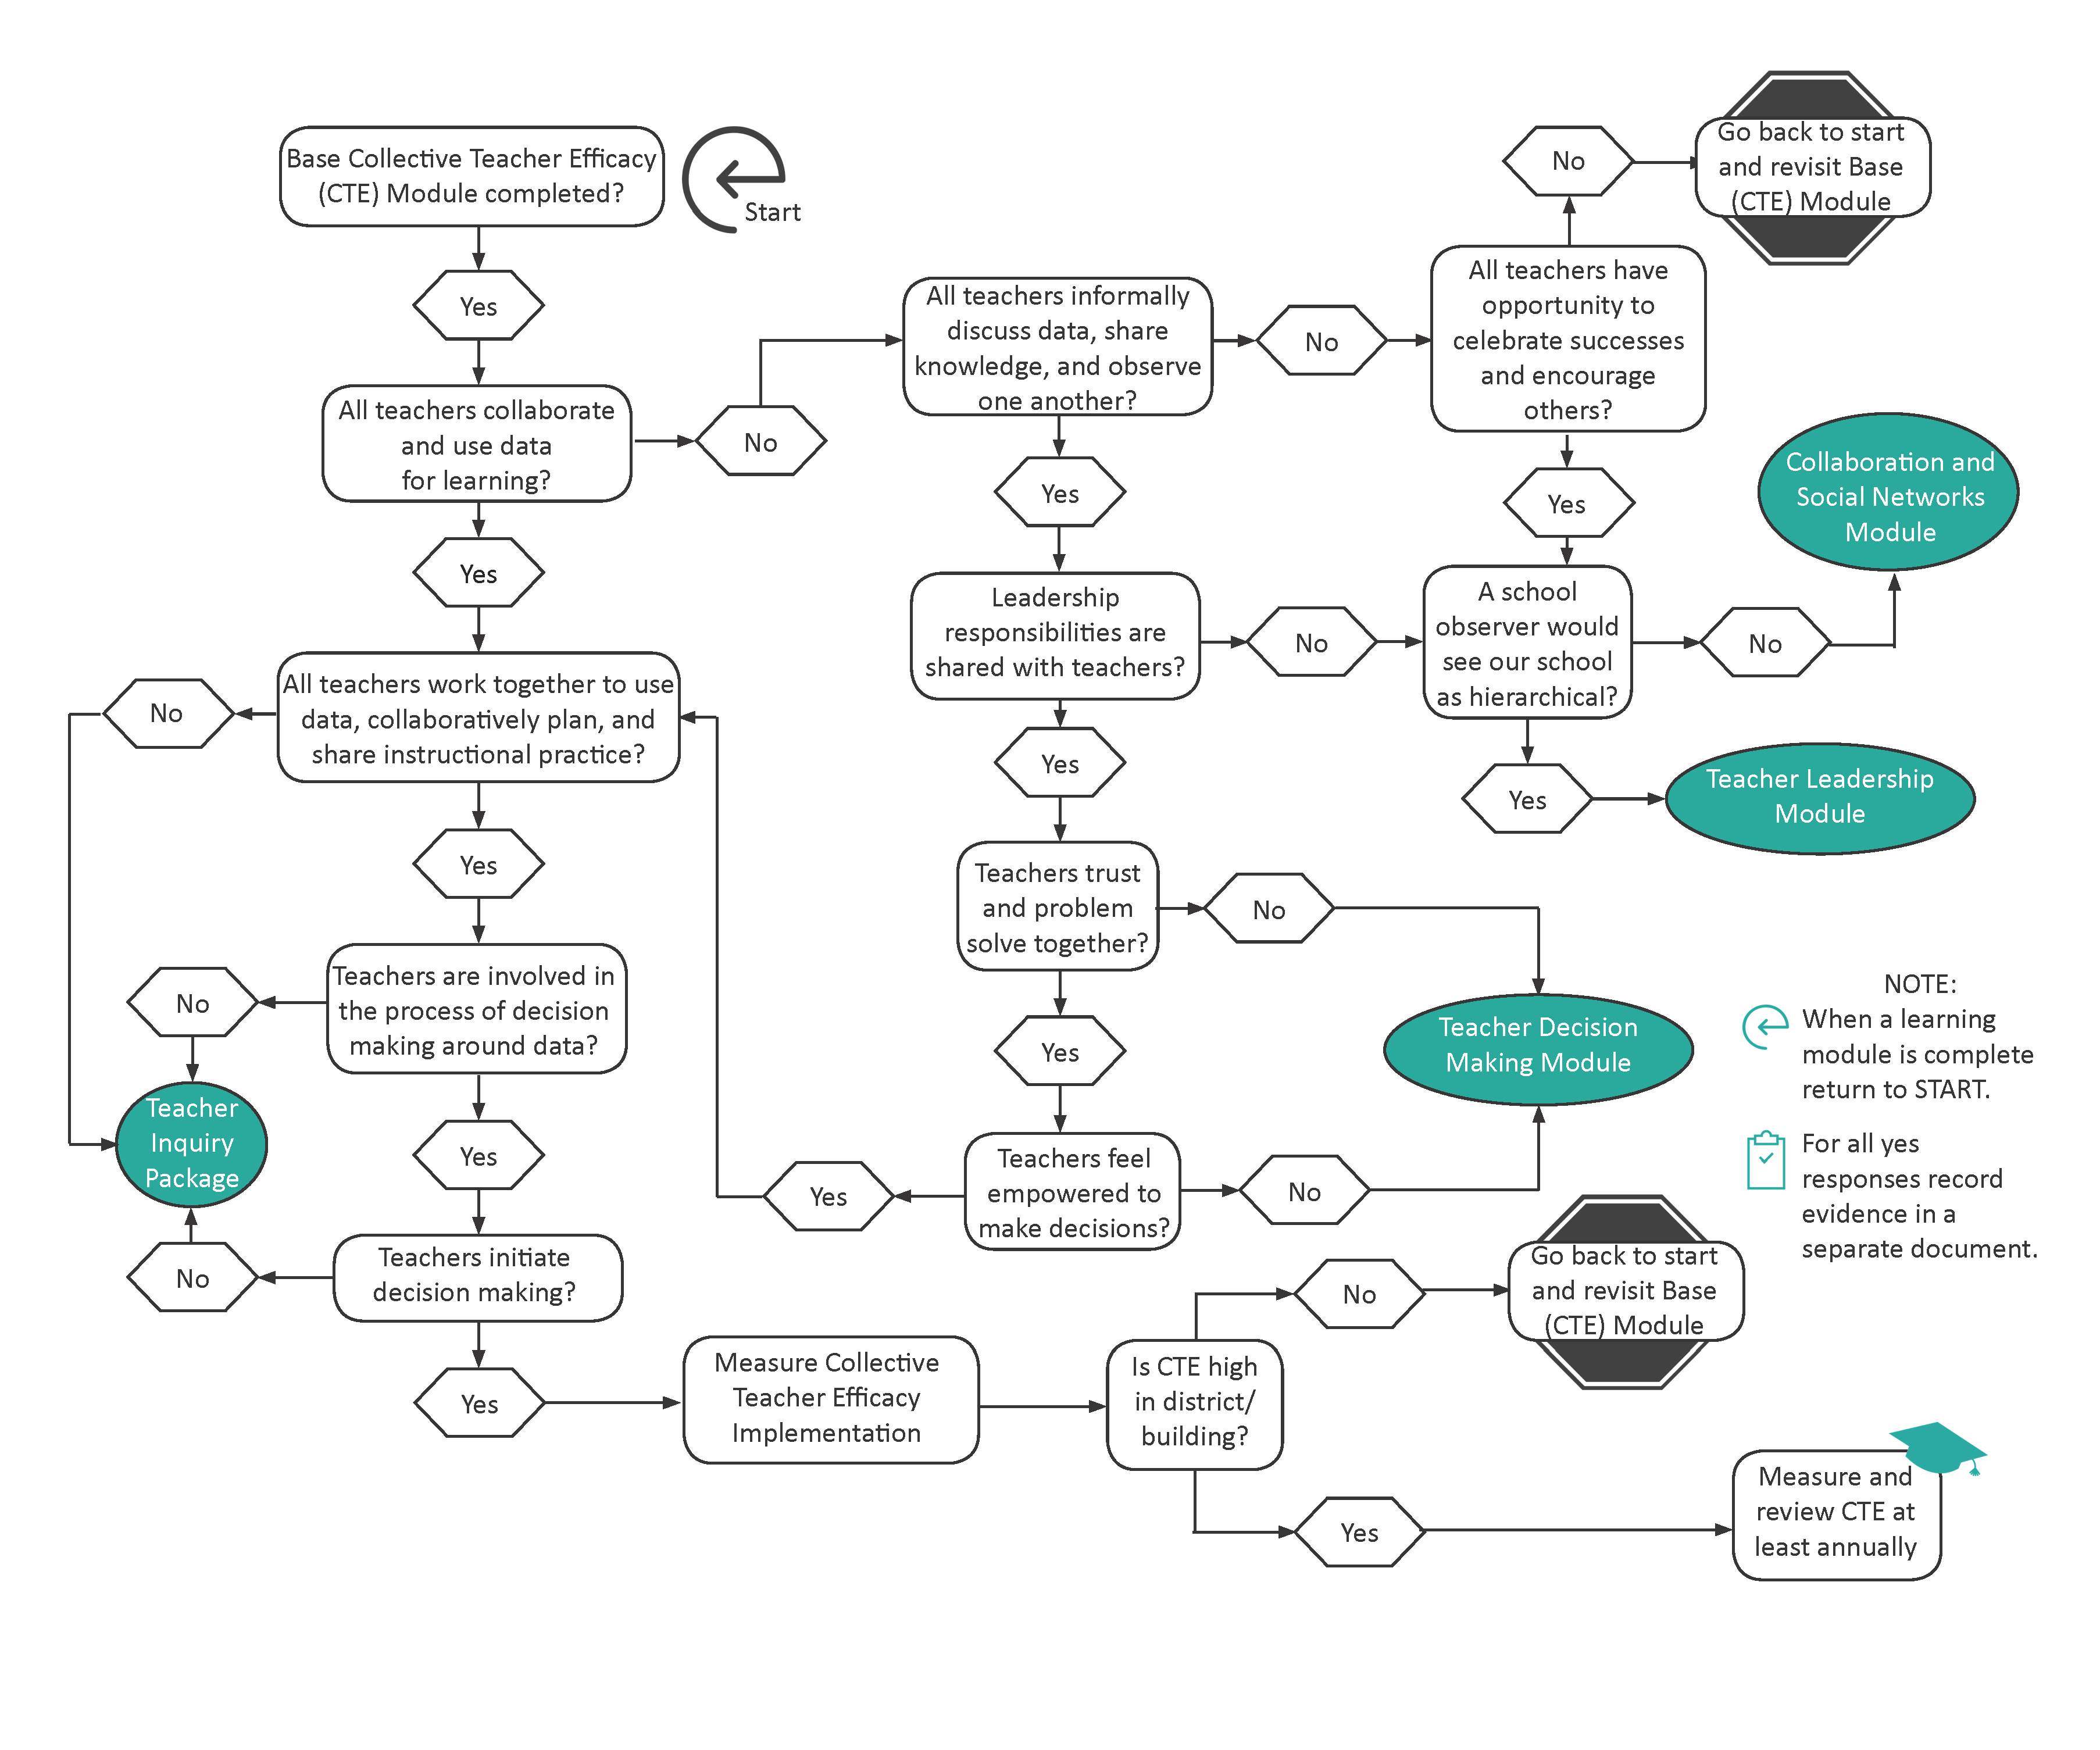 Base Collective Teacher Efficacy
(CTE) Module completed?
Start
Yes
All teachers collaborate
and use data
for learning?
No
Yes
All teachers work together to use
data, collaboratively plan, and
share instructional practice?
No
Yes
Teachers are involved in
the process of decision
making around data?
No
Teacher
Inquiry
Package
Yes
Teachers initiate
decision making?
No
Yes
Measure Collective
Teacher Efficacy
Implementation
Is CTE high
in district/
building?
No
Go back to start
and revisit Base
(CTE) Module
Yes
Measure and
review CTE at
least annually
All teachers informally
discuss data, share
knowledge, and observe
one another?
No
Yes
Leadership
responsibilities are
shared with teachers?
No
Yes
Teachers trust
and problem
solve together?
No
Yes
Teachers feel
empowered to
make decisions?
Yes
No
Teacher Decision
Making Module
All teachers have
opportunity to
celebrate successes
and encourage
others?
No
Go back to start
and revisit Base
(CTE) Module
Yes
A school
observer would
see our school
as hierarchical?
No
Collaboration and
Social Networks
Module
Yes
Teacher Leadership
Module
NOTE:
When a learning
module is complete
return to START.
For all yes
responses record
evidence in a
separate document.